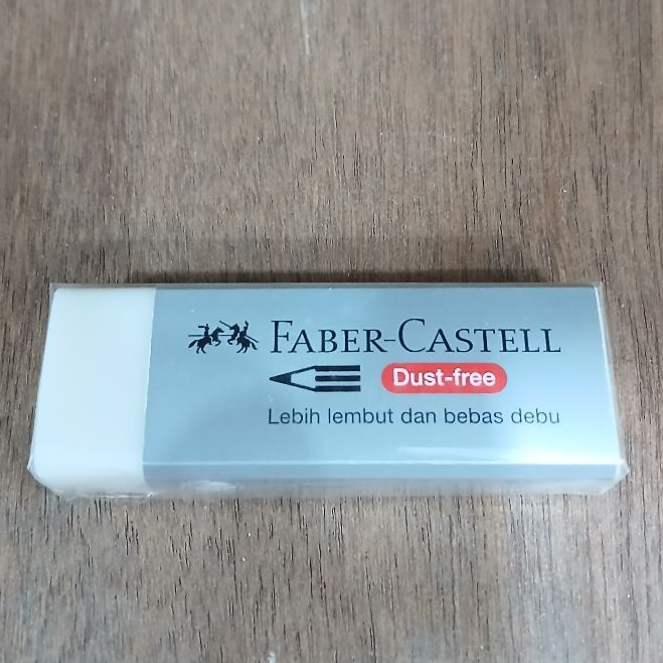 FABER-CASTELL
Dust-free
Lebih lembut dan bebas debu